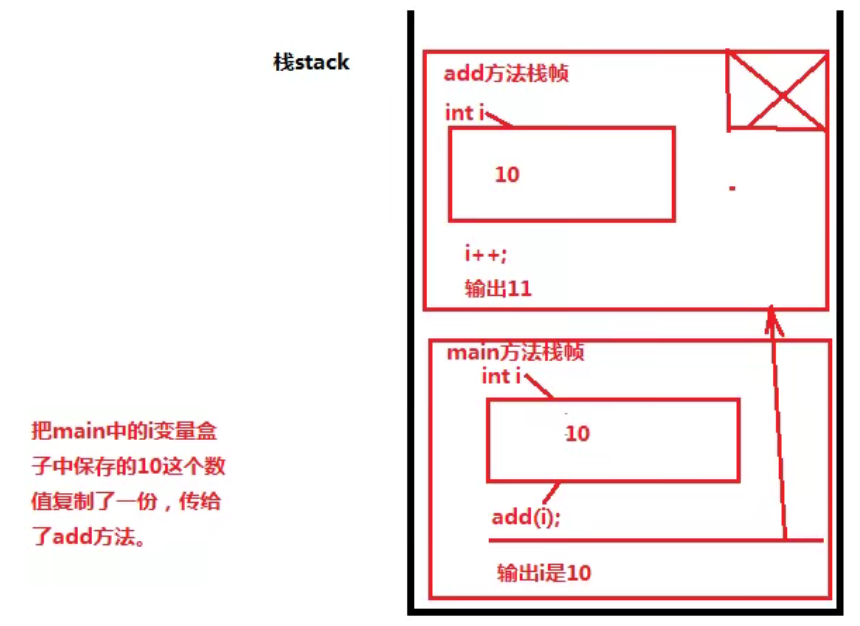 栈stack
add方法栈帧
int i
10
i++;
输出11
main方法栈帧
int i
10
add(i);
输出i是10
把main中的i变量盒
子中保存的10这个数
值复制了一份，传给
了add方法。